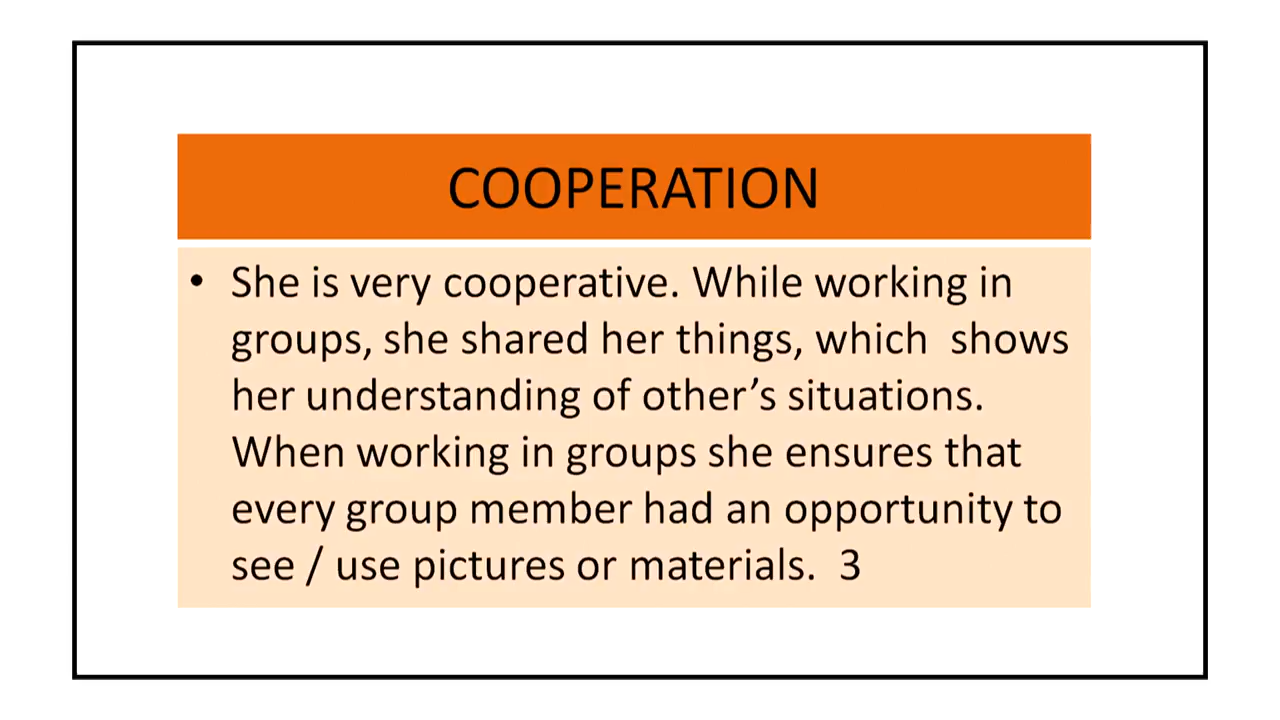 COOPERATION
• She is very cooperative. While working in
groups, she shared her things, which  shows
her understanding of other’s situations.
When working in groups she ensures that
every group member had an opportunity to
see / use pictures or materials.  3